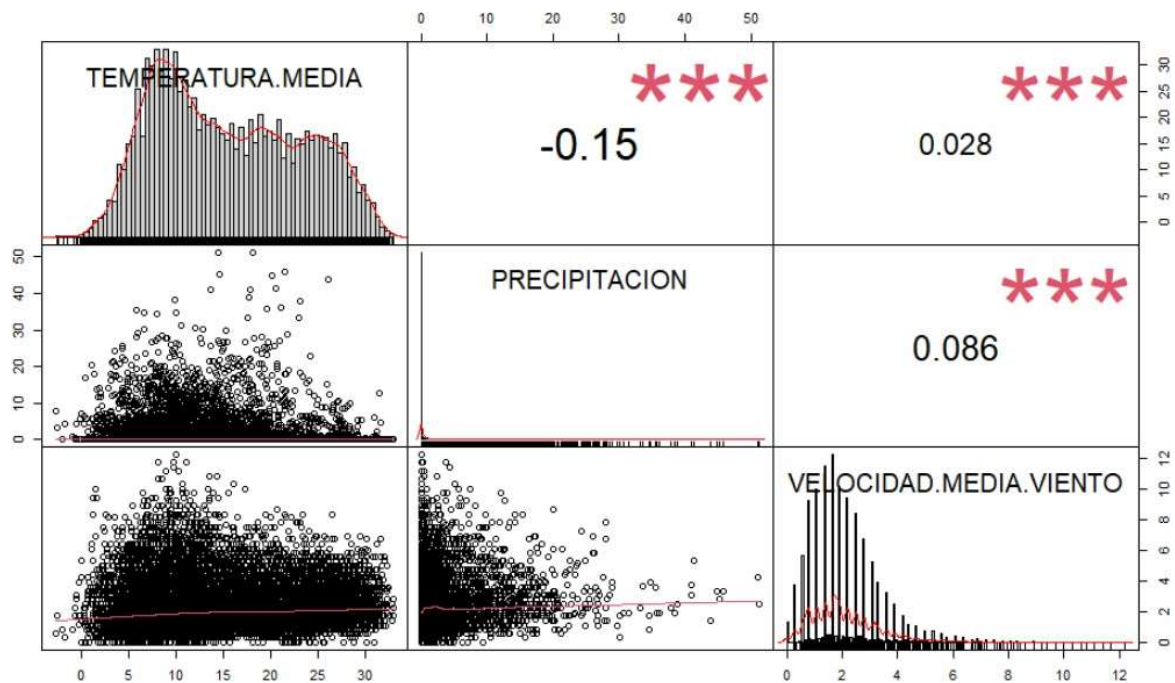 0 10 20 30 40 50
TEMPERATURA.MEDIA
***
-0.15
***
0.028
0 5 10 15 20 25 30
0 10 20 30 40 50
PRECIPITACION
***
0.086
VELOCIDAD.MEDIA.VIENTO
0 2 4 6 8 10 12
0 5 10 15 20 25 30
0 2 4 6 8 10 12